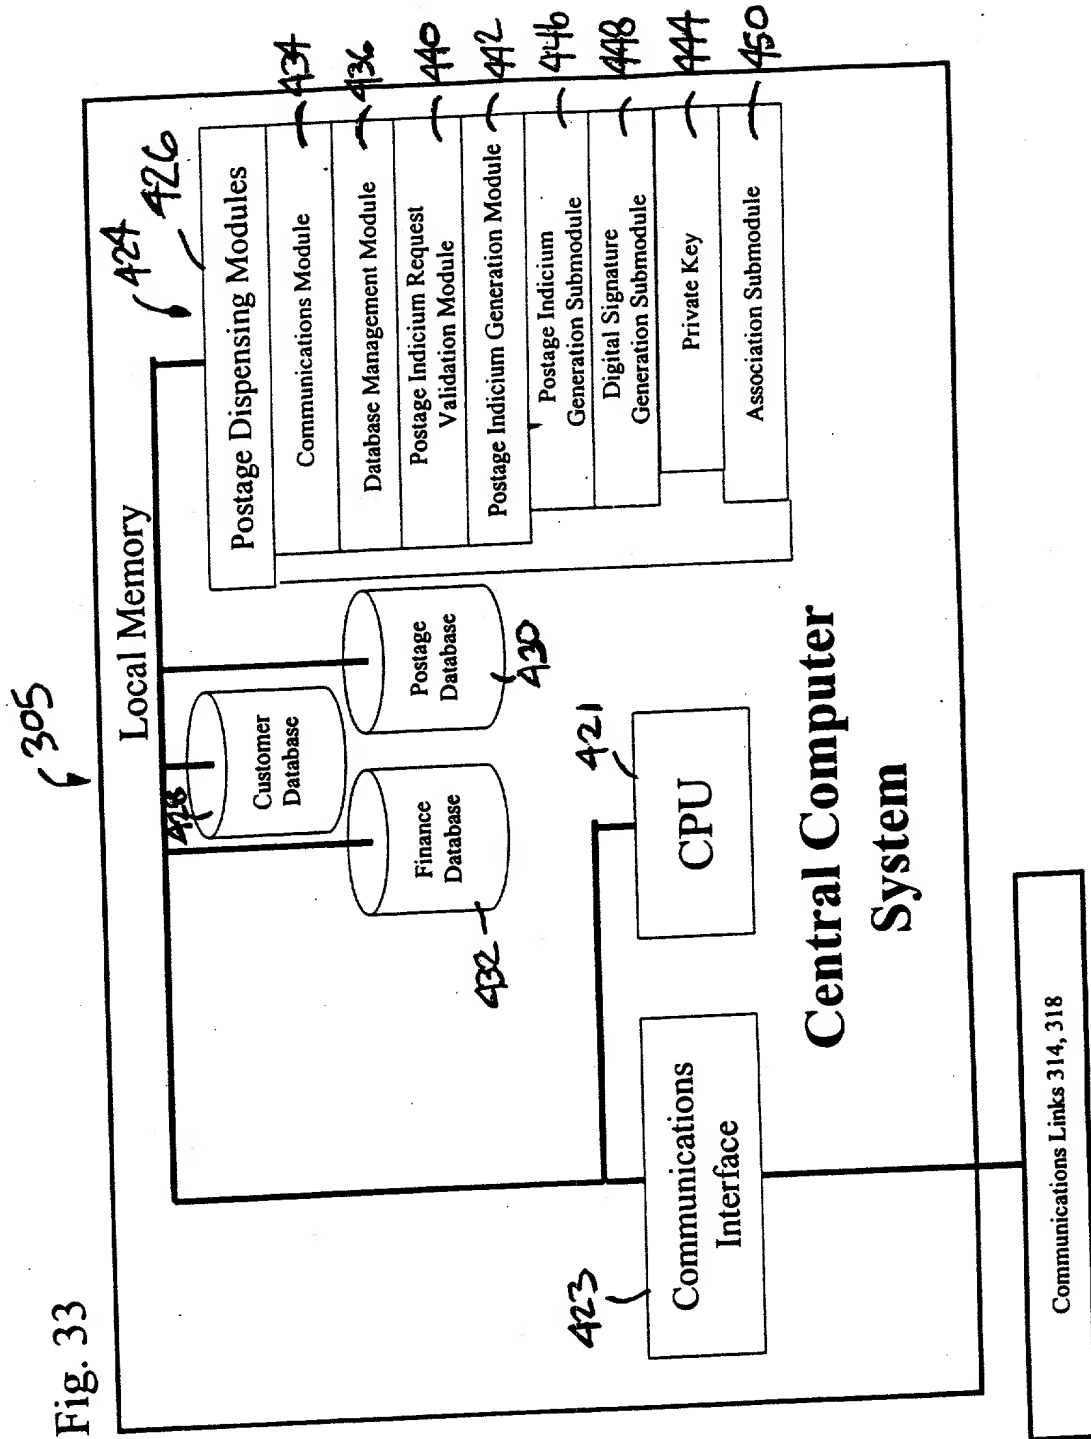 Fig. 33
305
Local Memory
424
426
Postage Dispensing Modules
Communications Module
434
Database Management Module
436
Postage Indicium Request
Validation Module
440
Postage Indicium Generation Module
442
Postage Indicium
Generation Submodule
446
Digital Signature
Generation Submodule
448
Private Key
444
Association Submodule
450
428
Customer
Database
Finance
Database
432
Postage
Database
430
423
Communications
Interface
421
CPU
Central Computer
System
Communications Links 314, 318